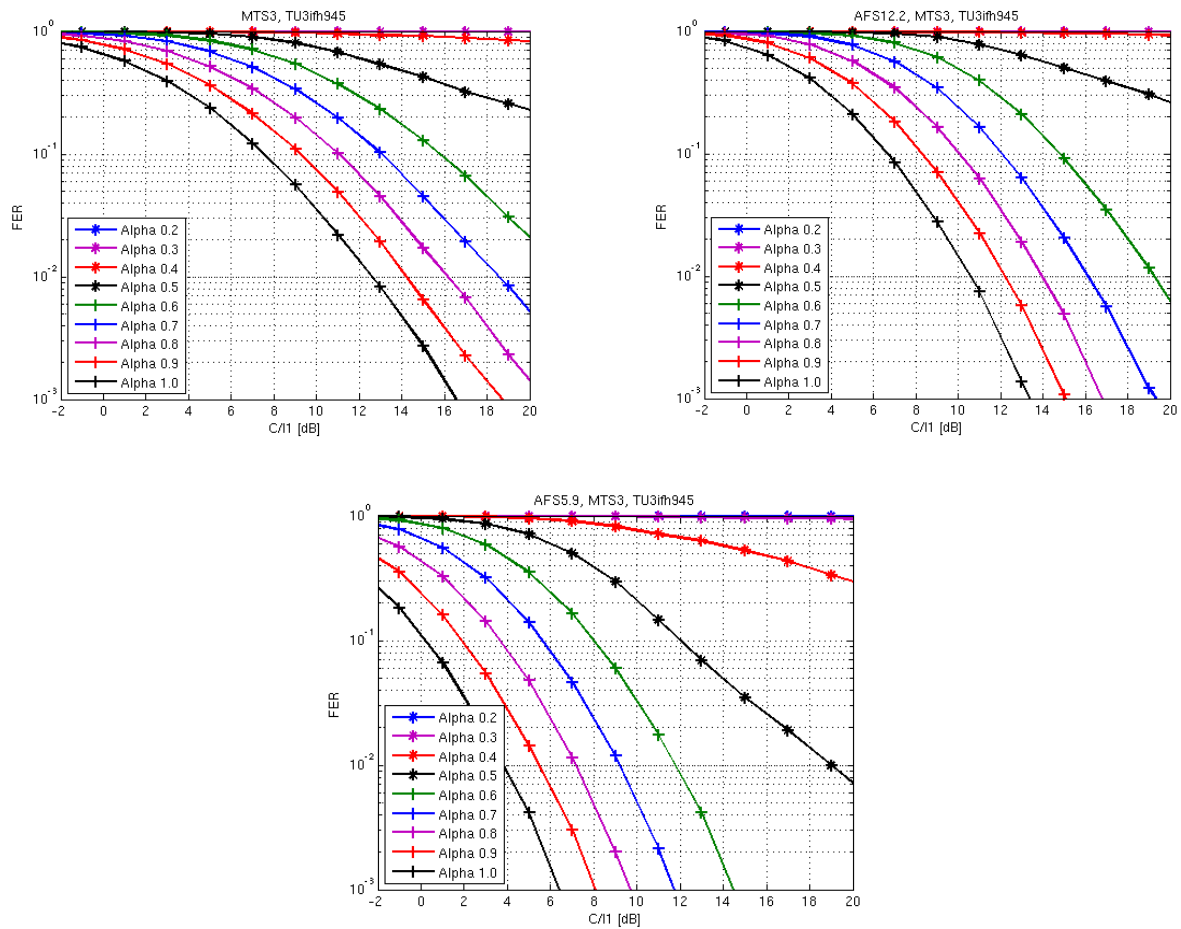 MTS3, TU3ifh945
10^0
10^-1
10^-2
10^-3
FER
Alpha 0.2
Alpha 0.3
Alpha 0.4
Alpha 0.5
Alpha 0.6
Alpha 0.7
Alpha 0.8
Alpha 0.9
Alpha 1.0
-2 0 2 4 6 8 10 12 14 16 18 20
C/I1 [dB]
AFS12.2, MTS3, TU3ifh945
10^0
10^-1
10^-2
10^-3
FER
Alpha 0.2
Alpha 0.3
Alpha 0.4
Alpha 0.5
Alpha 0.6
Alpha 0.7
Alpha 0.8
Alpha 0.9
Alpha 1.0
-2 0 2 4 6 8 10 12 14 16 18 20
C/I1 [dB]
AFS5.9, MTS3, TU3ifh945
10^0
10^-1
10^-2
10^-3
FER
Alpha 0.2
Alpha 0.3
Alpha 0.4
Alpha 0.5
Alpha 0.6
Alpha 0.7
Alpha 0.8
Alpha 0.9
Alpha 1.0
-2 0 2 4 6 8 10 12 14 16 18 20
C/I1 [dB]